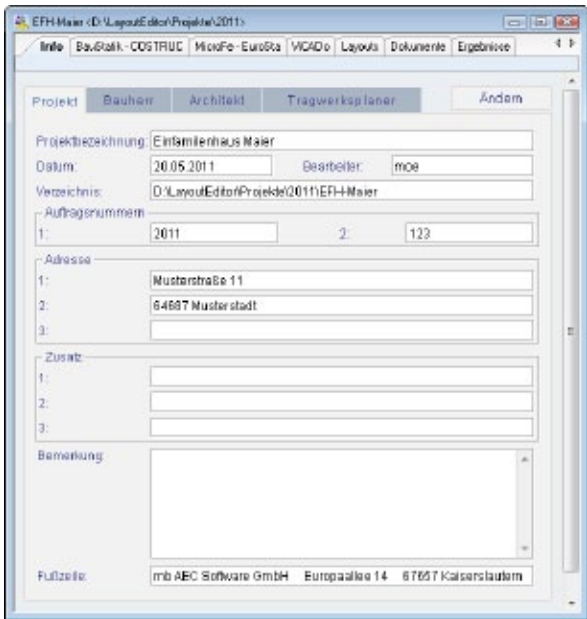 EFH-Maier <D:\LayoutEditor\Projekte\2011>
Info BauStatik - COSTRUC MicroFe - EuroSta ViCADo Layouts Dokumente Ergebnisse
Projekt Bauherr Architekt Tragwerksplaner Ändern
Projektbezeichnung: Einfamilenhaus Maier
Datum: 20.05.2011 Bearbeiter: moe
Verzeichnis: D:\LayoutEditor\Projekte\2011\EFH-Maier
Auftragsnummern
1: 2011 2: 123
Adresse
1: Musterstraße 11
2: 64687 Musterstadt
3:
Zusatz
1:
2:
3:
Bemerkung:
Fußzeile: mb AEC Software GmbH Europaallee 14 67657 Kaiserslautern